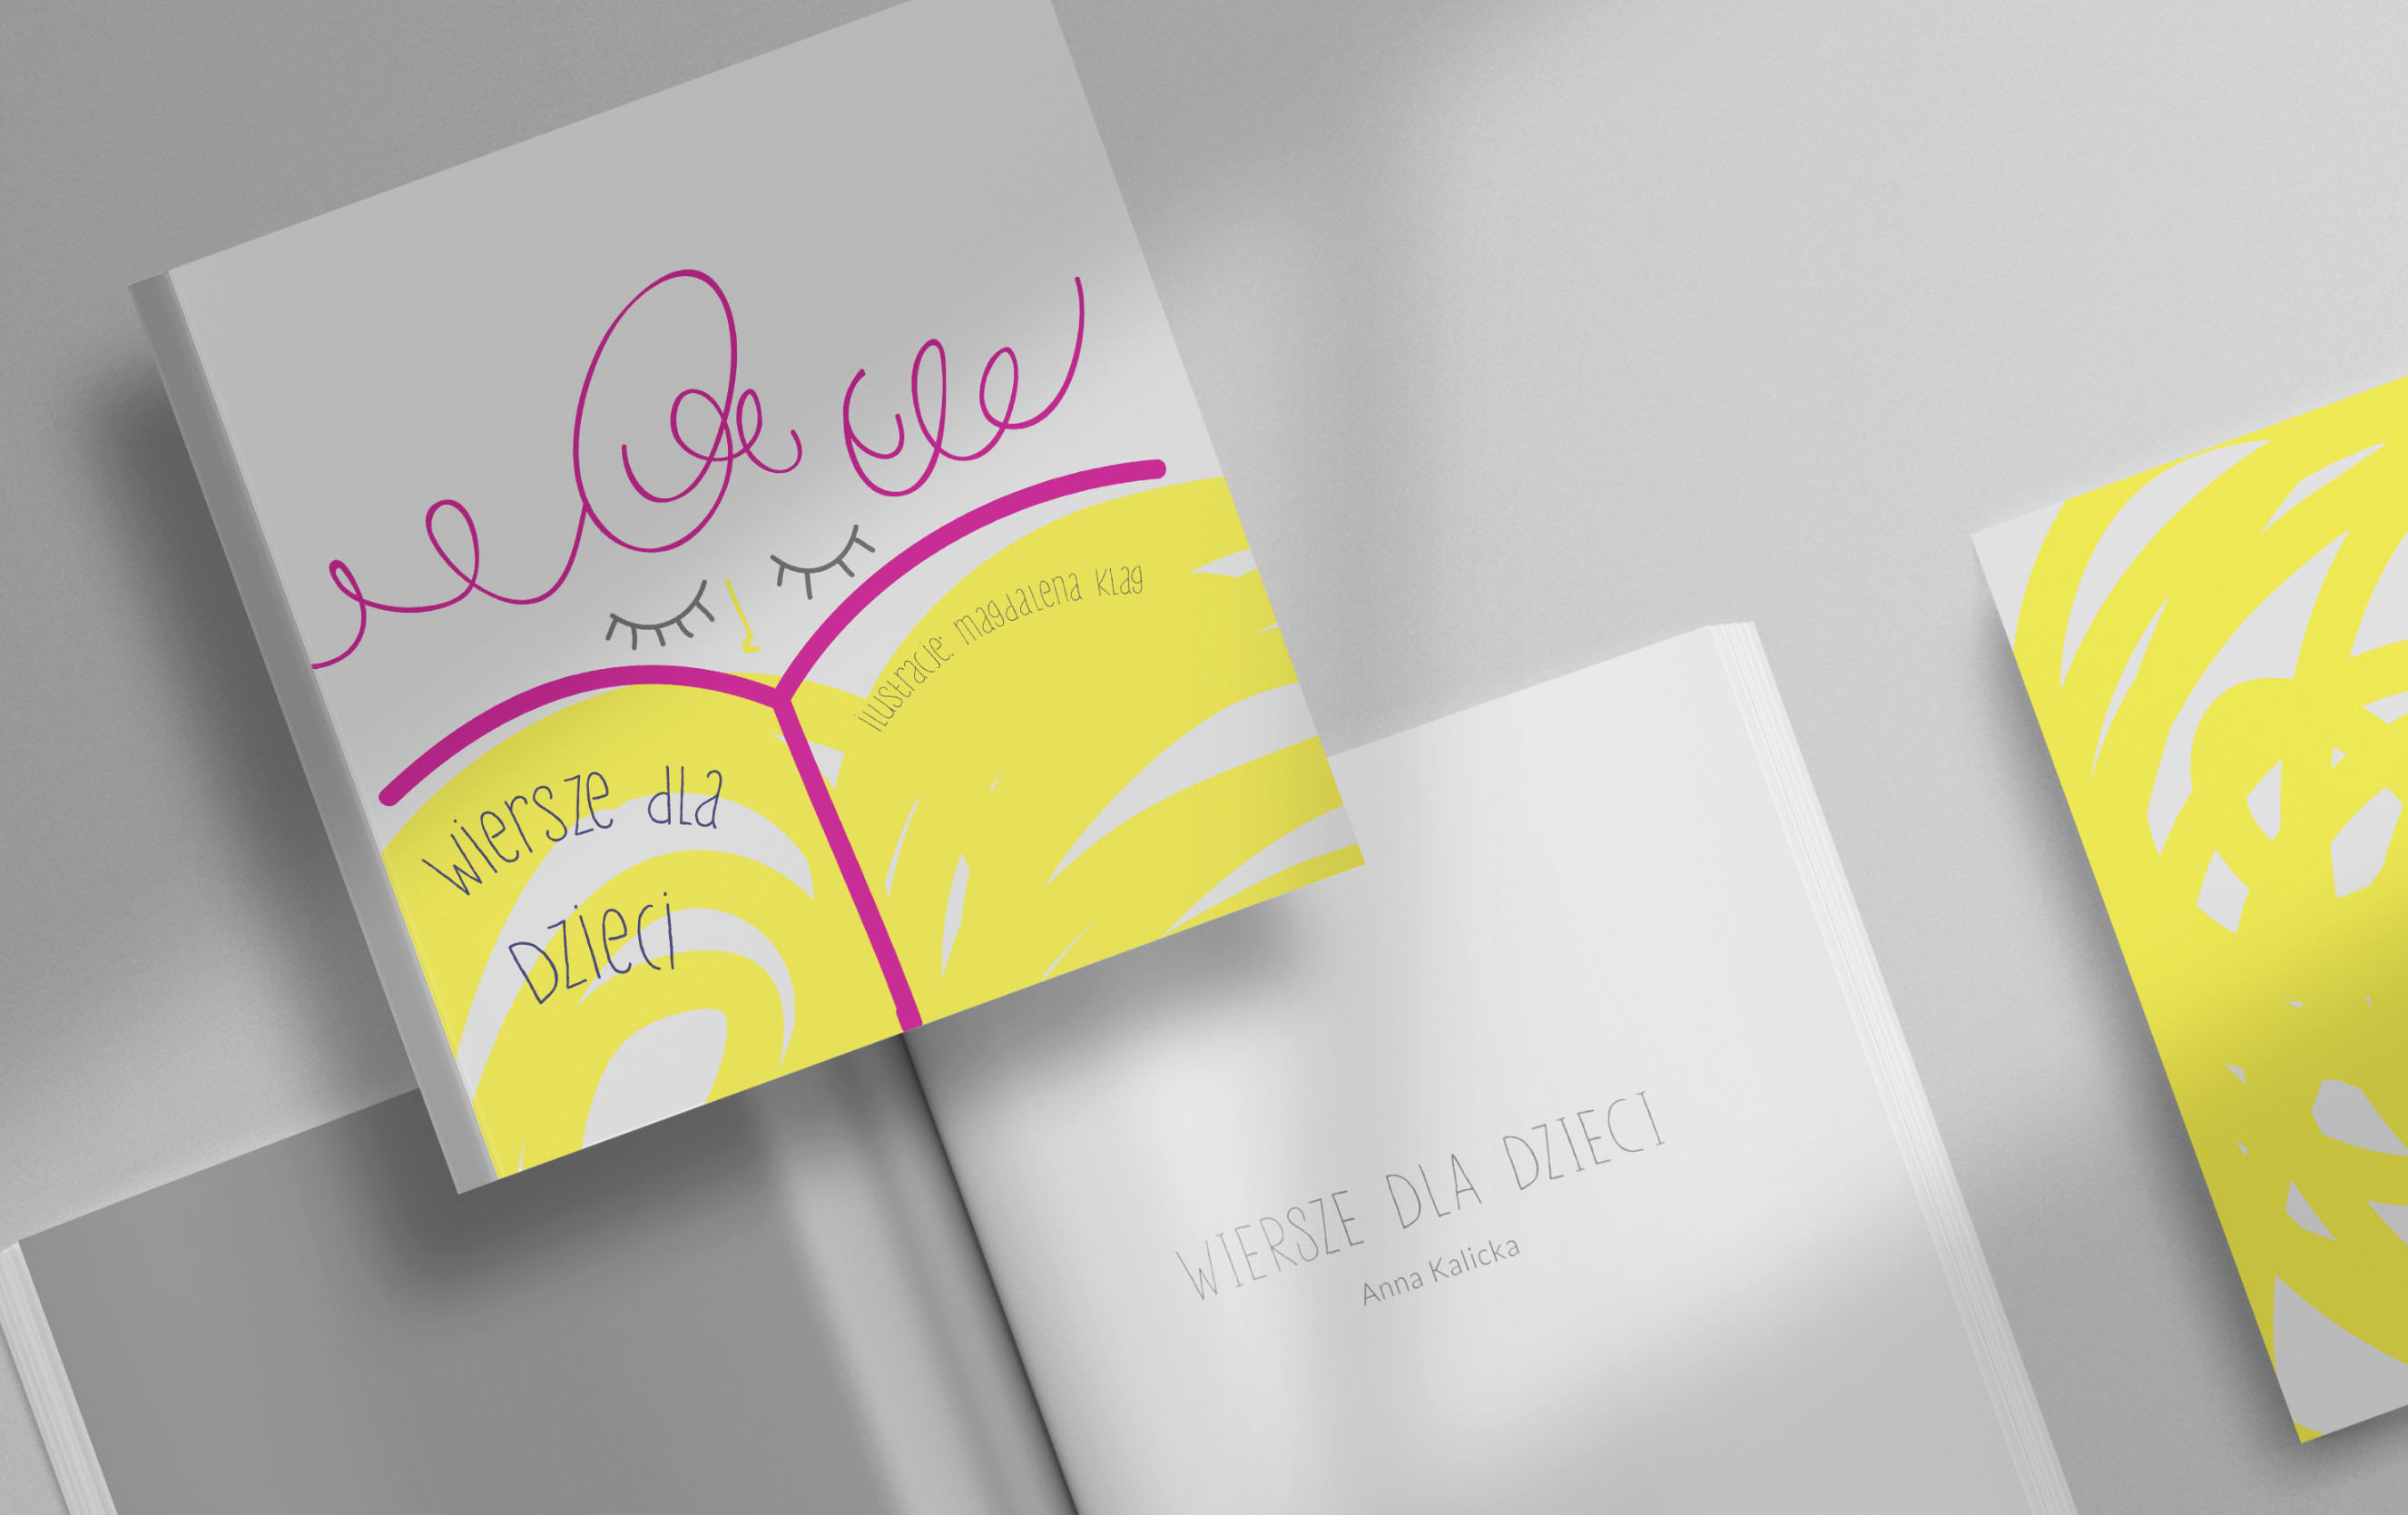 wiersze dla
Dzieci
ilustracje: magdalena klag
WIERSZE DLA DZIECI
Anna Kalicka